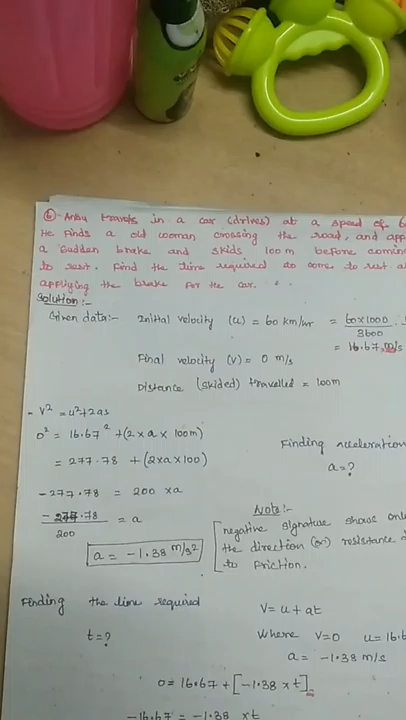 ⑥ Anbu travels in a car (drives) at a speed of 6
He finds a old woman crossing the road, and app
a sudden brake and skids 100m before comin
to rest. Find the time required to come to rest a
applying the brake for the car.
Solution:-
Given data:- Initial velocity (u) = 60 km/hr = 60x1000/3600
= 16.67 m/s
Final velocity (v) = 0 m/s
Distance (skided) travelled = 100m
- v² = u²+2as
0² = 16.67² +(2×a×100m)
= 277.78 +(2×a×100)
Finding acceleration
a=?
-277.78 = 200 ×a
-277.78/200 = a
a = -1.38 m/s²
Note:-
negative signature shows only
the direction (or) resistance
to friction.
Finding the time required
t=?
V= u+at
Where V=0 u=16.6
a= -1.38 m/s
0= 16.67+[-1.38 ×t]
-16.67 = -1.38 ×t